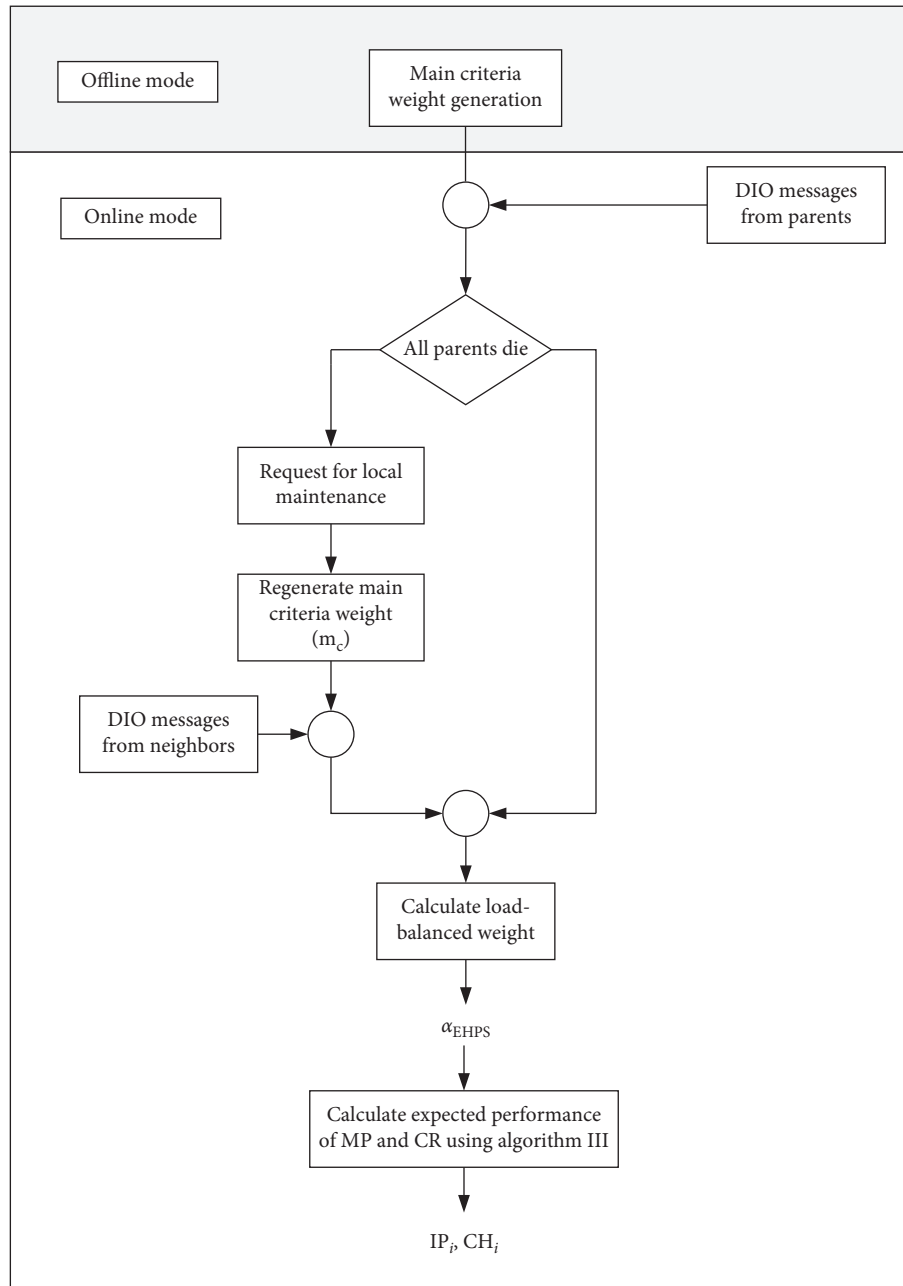 Offline mode
Main criteria
weight generation
Online mode
DIO messages
from parents
All parents die
Request for local
maintenance
Regenerate main
criteria weight
(m_c)
DIO messages
from neighbors
Calculate load-
balanced weight
α_EHPS
Calculate expected performance
of MP and CR using algorithm III
IP_i, CH_i